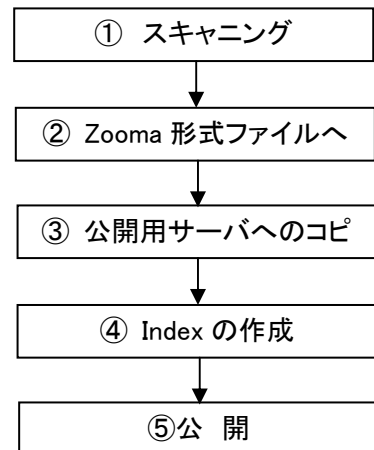 ① スキャニング
② Zooma 形式ファイルへ
③ 公開用サーバへのコピ
④ Index の作成
⑤公 開